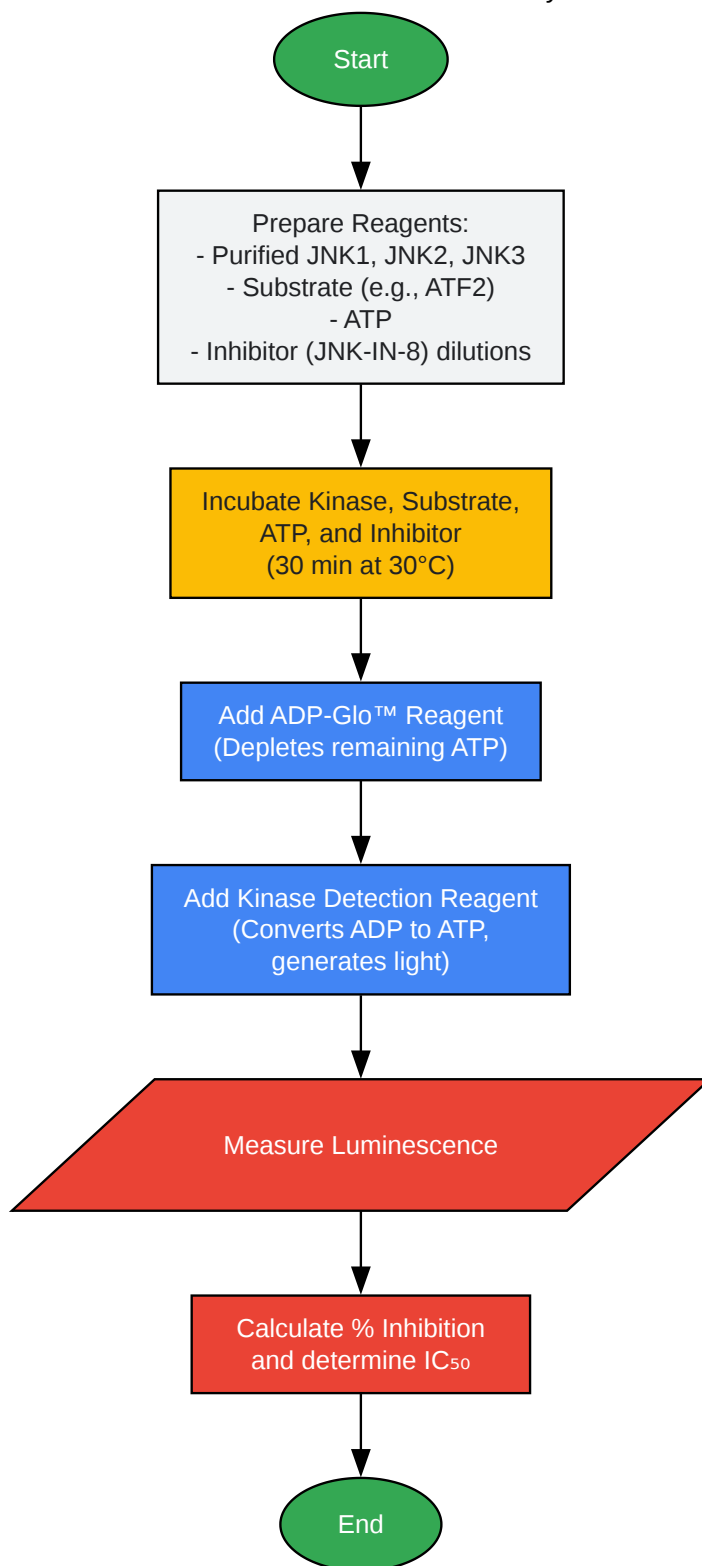 Start
Prepare Reagents:
- Purified JNK1, JNK2, JNK3
- Substrate (e.g., ATF2)
- ATP
- Inhibitor (JNK-IN-8) dilutions
Incubate Kinase, Substrate,
ATP, and Inhibitor
(30 min at 30°C)
Add ADP-Glo™ Reagent
(Depletes remaining ATP)
Add Kinase Detection Reagent
(Converts ADP to ATP,
generates light)
Measure Luminescence
Calculate % Inhibition
and determine IC₅₀
End